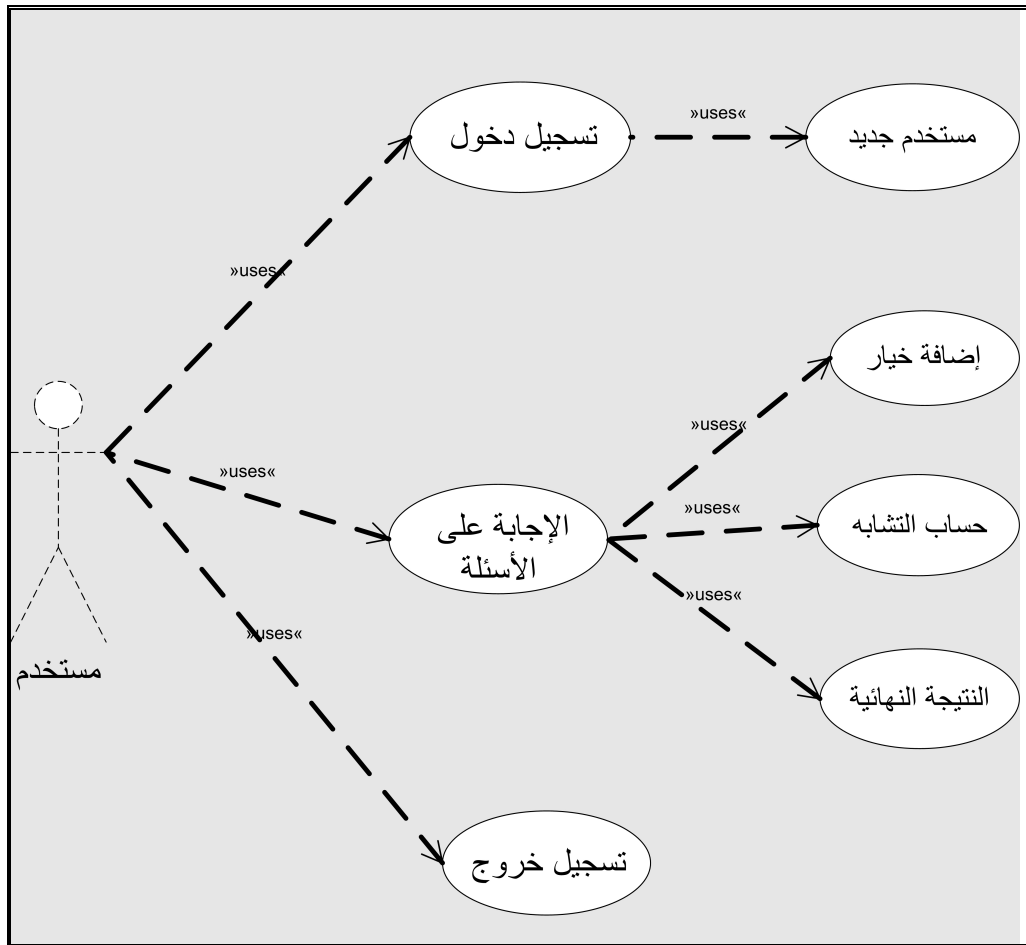 »uses«
تسجيل دخول
مستخدم جديد
»uses«
إضافة خيار
»uses«
»uses«
»uses«
حساب التشابه
الإجابة على
الأسئلة
»uses«
»uses«
مستخدم
النتيجة النهائية
تسجيل خروج